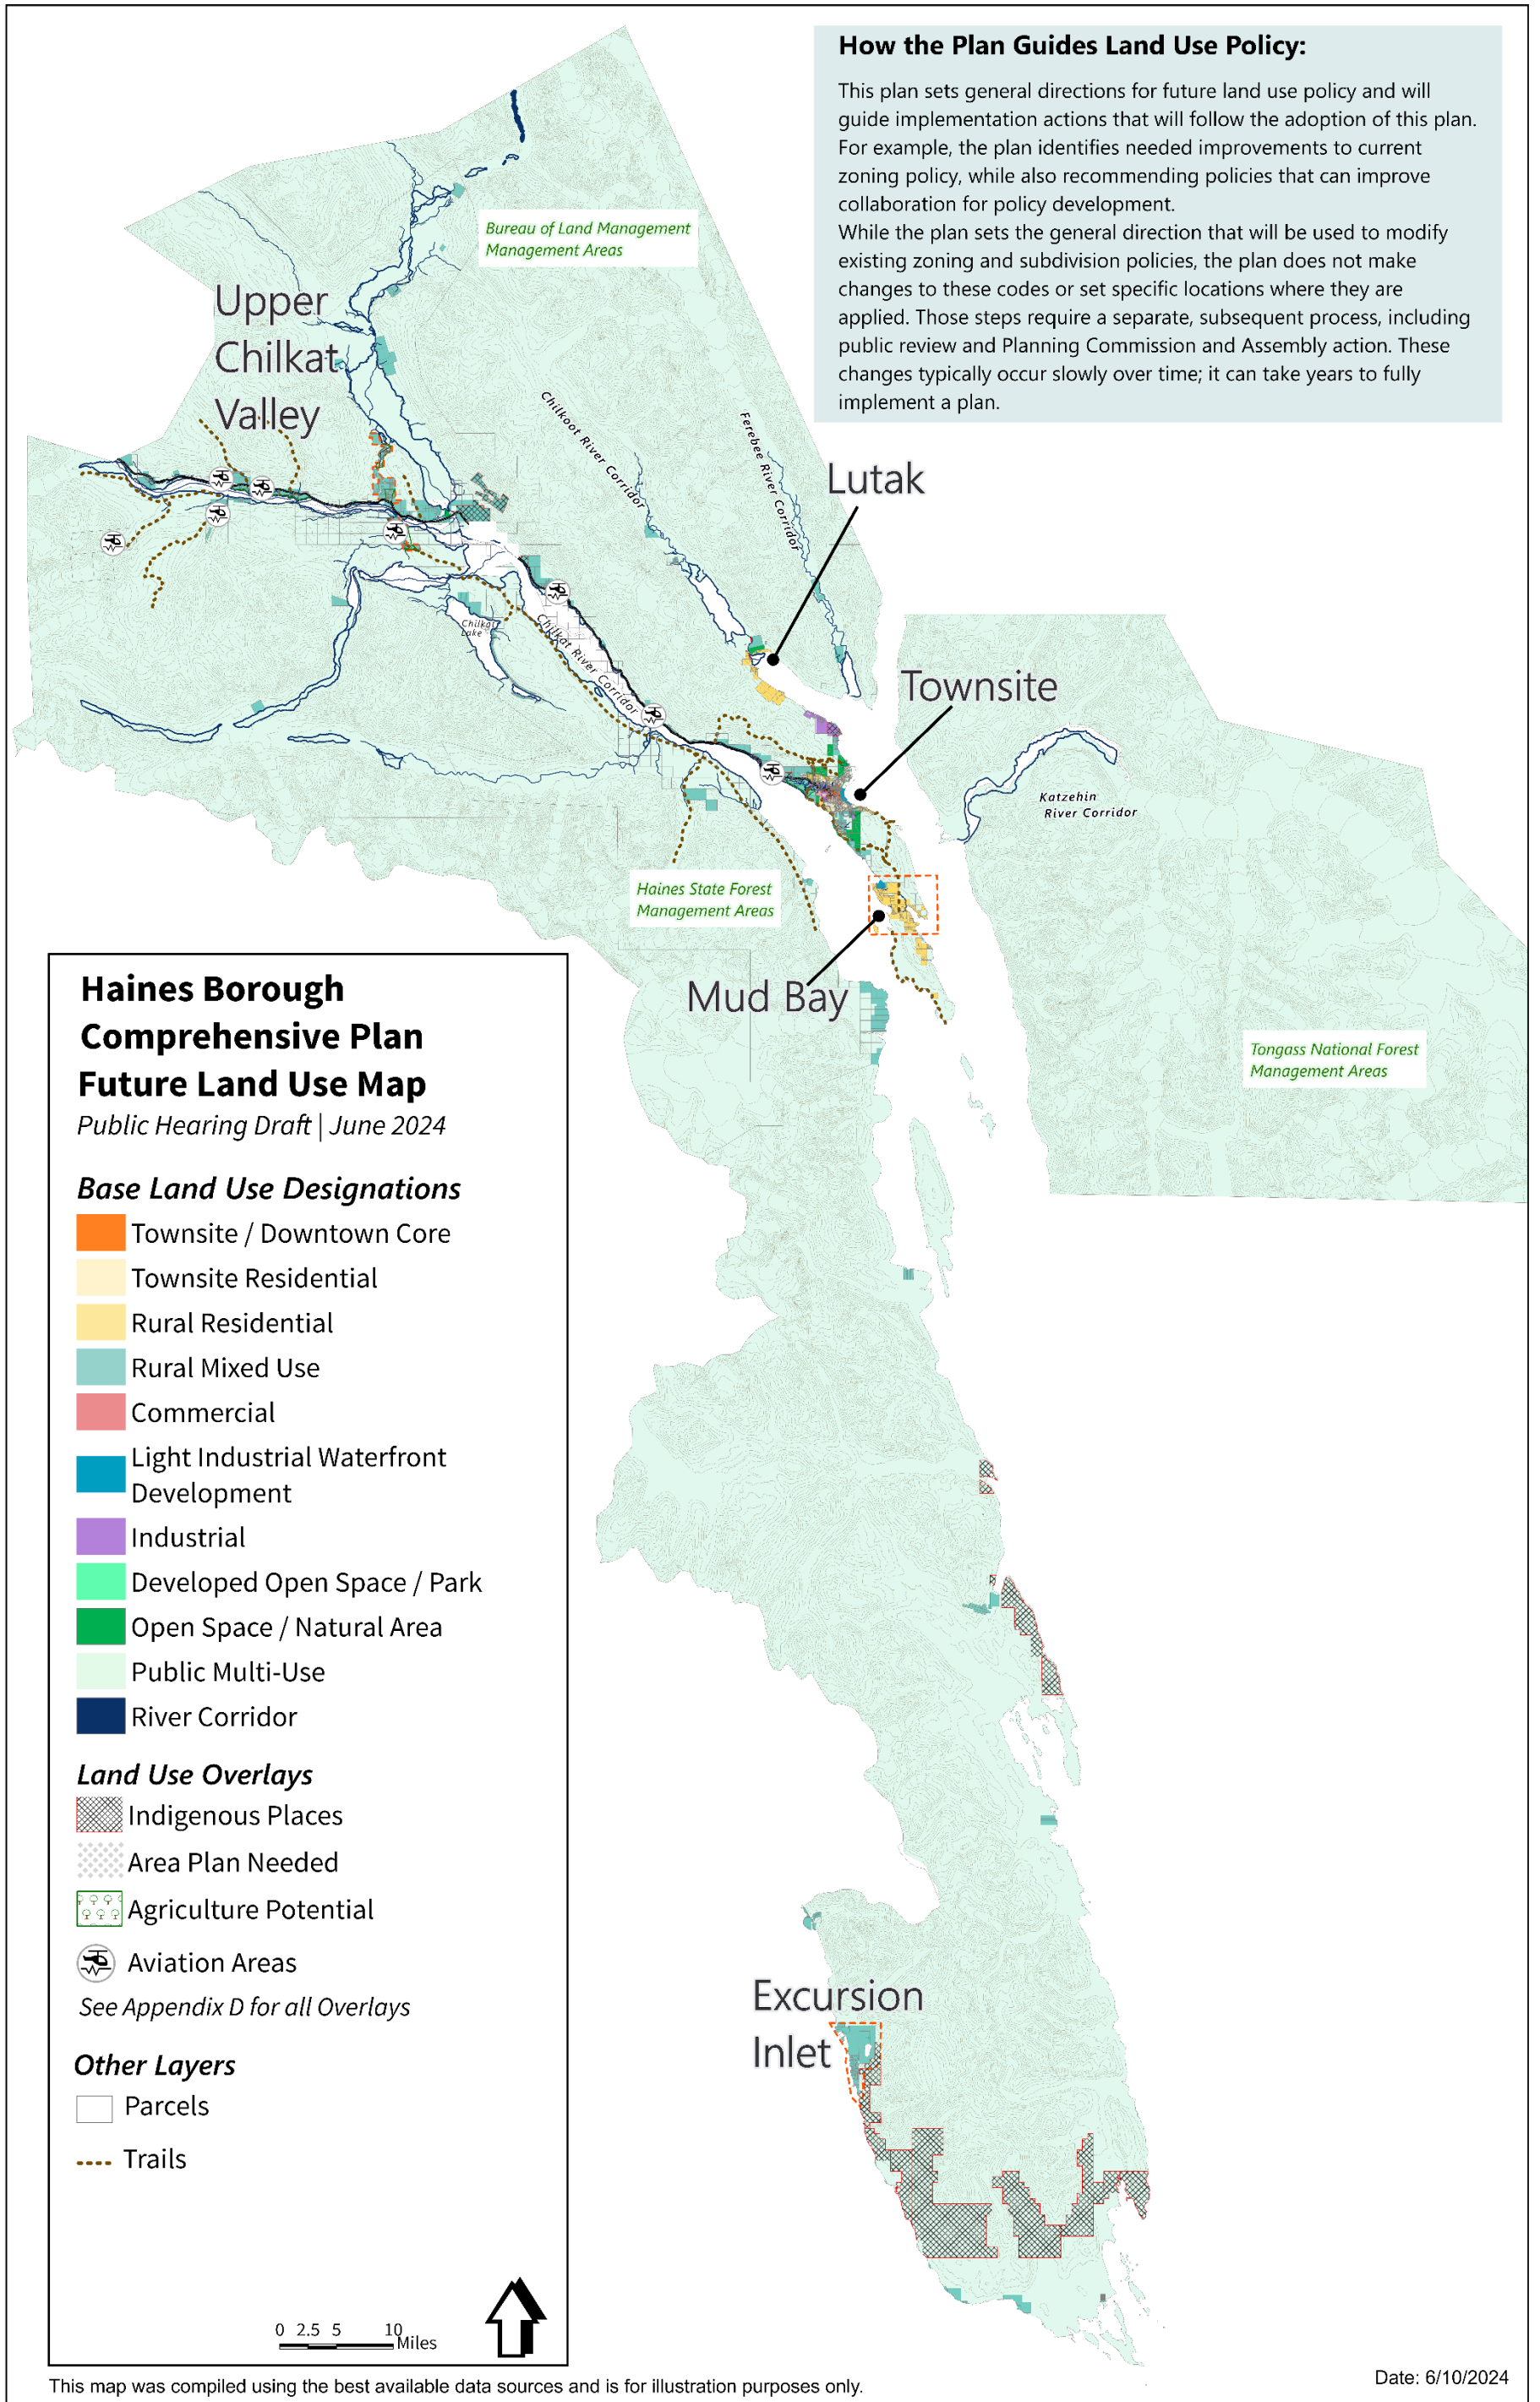 How the Plan Guides Land Use Policy:
This plan sets general directions for future land use policy and will
guide implementation actions that will follow the adoption of this plan.
For example, the plan identifies needed improvements to current
zoning policy, while also recommending policies that can improve
collaboration for policy development.
While the plan sets the general direction that will be used to modify
existing zoning and subdivision policies, the plan does not make
changes to these codes or set specific locations where they are
applied. Those steps require a separate, subsequent process, including
public review and Planning Commission and Assembly action. These
changes typically occur slowly over time; it can take years to fully
implement a plan.
Bureau of Land Management
Management Areas
Upper
Chilkat
Valley
Chilkoot River Corridor
Ferebee River Corridor
Lutak
Chilkat
Lake
Chilkat River Corridor
Townsite
Katzehin
River Corridor
Haines State Forest
Management Areas
Mud Bay
Tongass National Forest
Management Areas
Excursion
Inlet
Haines Borough
Comprehensive Plan
Future Land Use Map
Public Hearing Draft | June 2024
Base Land Use Designations
Townsite / Downtown Core
Townsite Residential
Rural Residential
Rural Mixed Use
Commercial
Light Industrial Waterfront
Development
Industrial
Developed Open Space / Park
Open Space / Natural Area
Public Multi-Use
River Corridor
Land Use Overlays
Indigenous Places
Area Plan Needed
Agriculture Potential
Aviation Areas
See Appendix D for all Overlays
Other Layers
Parcels
Trails
0 2.5 5 10
Miles
This map was compiled using the best available data sources and is for illustration purposes only.
Date: 6/10/2024